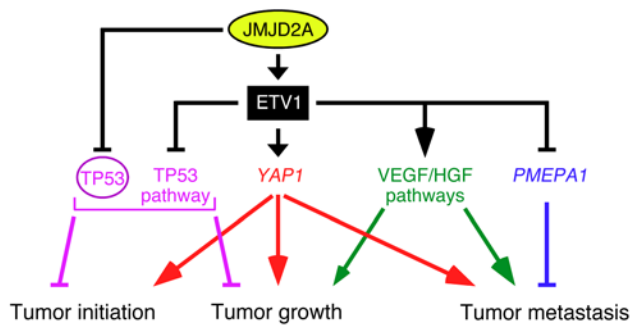 JMJD2A
ETV1
TP53
TP53
pathway
YAP1
VEGF/HGF
pathways
PMEPA1
Tumor initiation
Tumor growth
Tumor metastasis